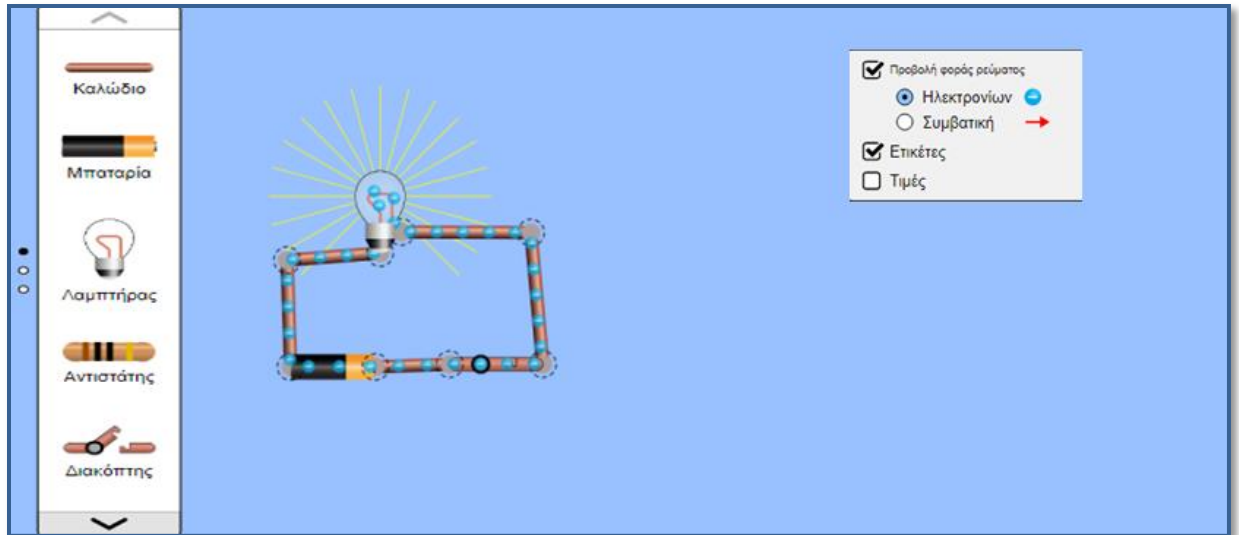 Καλώδιο
Μπαταρία
Λαμπτήρας
Αντιστάτης
Διακόπτης
Προβολή φοράς ρεύματος
Ηλεκτρονίων
Συμβατική
Ετικέτες
Τιμές